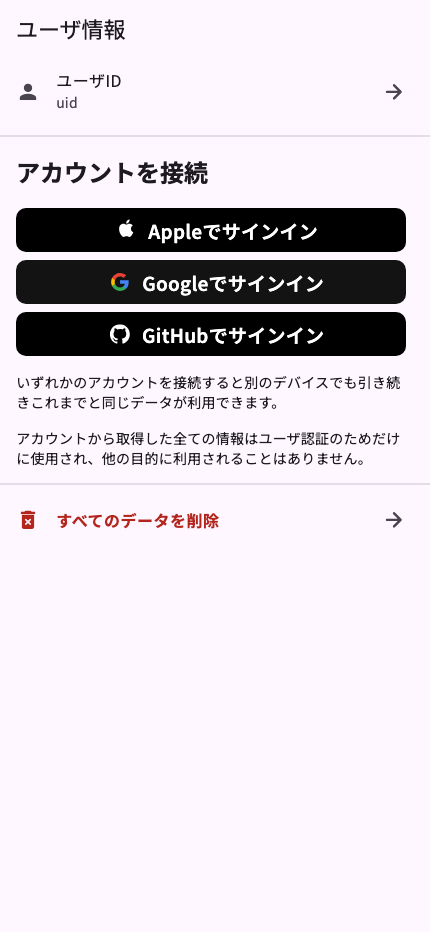 ユーザ情報
ユーザID
uid
アカウントを接続
Appleでサインイン
Googleでサインイン
GitHubでサインイン
いずれかのアカウントを接続すると別のデバイスでも引き続
きこれまでと同じデータが利用できます。
アカウントから取得した全ての情報はユーザ認証のためだけ
に使用され、他の目的に利用されることはありません。
すべてのデータを削除